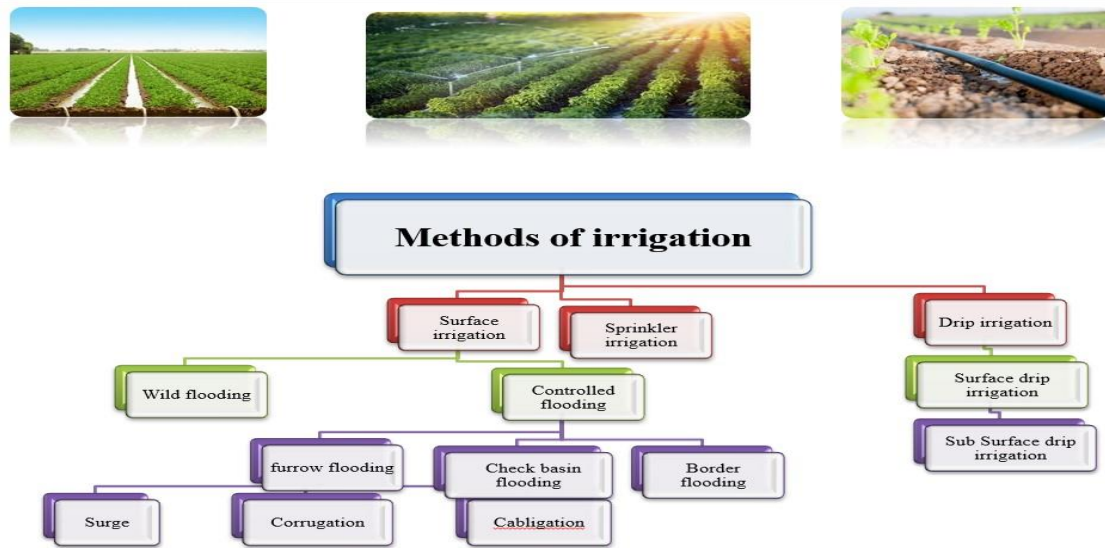 Methods of irrigation
Surface
irrigation
Sprinkler
irrigation
Drip irrigation
Wild flooding
Controlled
flooding
Surface drip
irrigation
furrow flooding
Check basin
flooding
Border
flooding
Sub Surface drip
irrigation
Surge
Corrugation
Cabligation